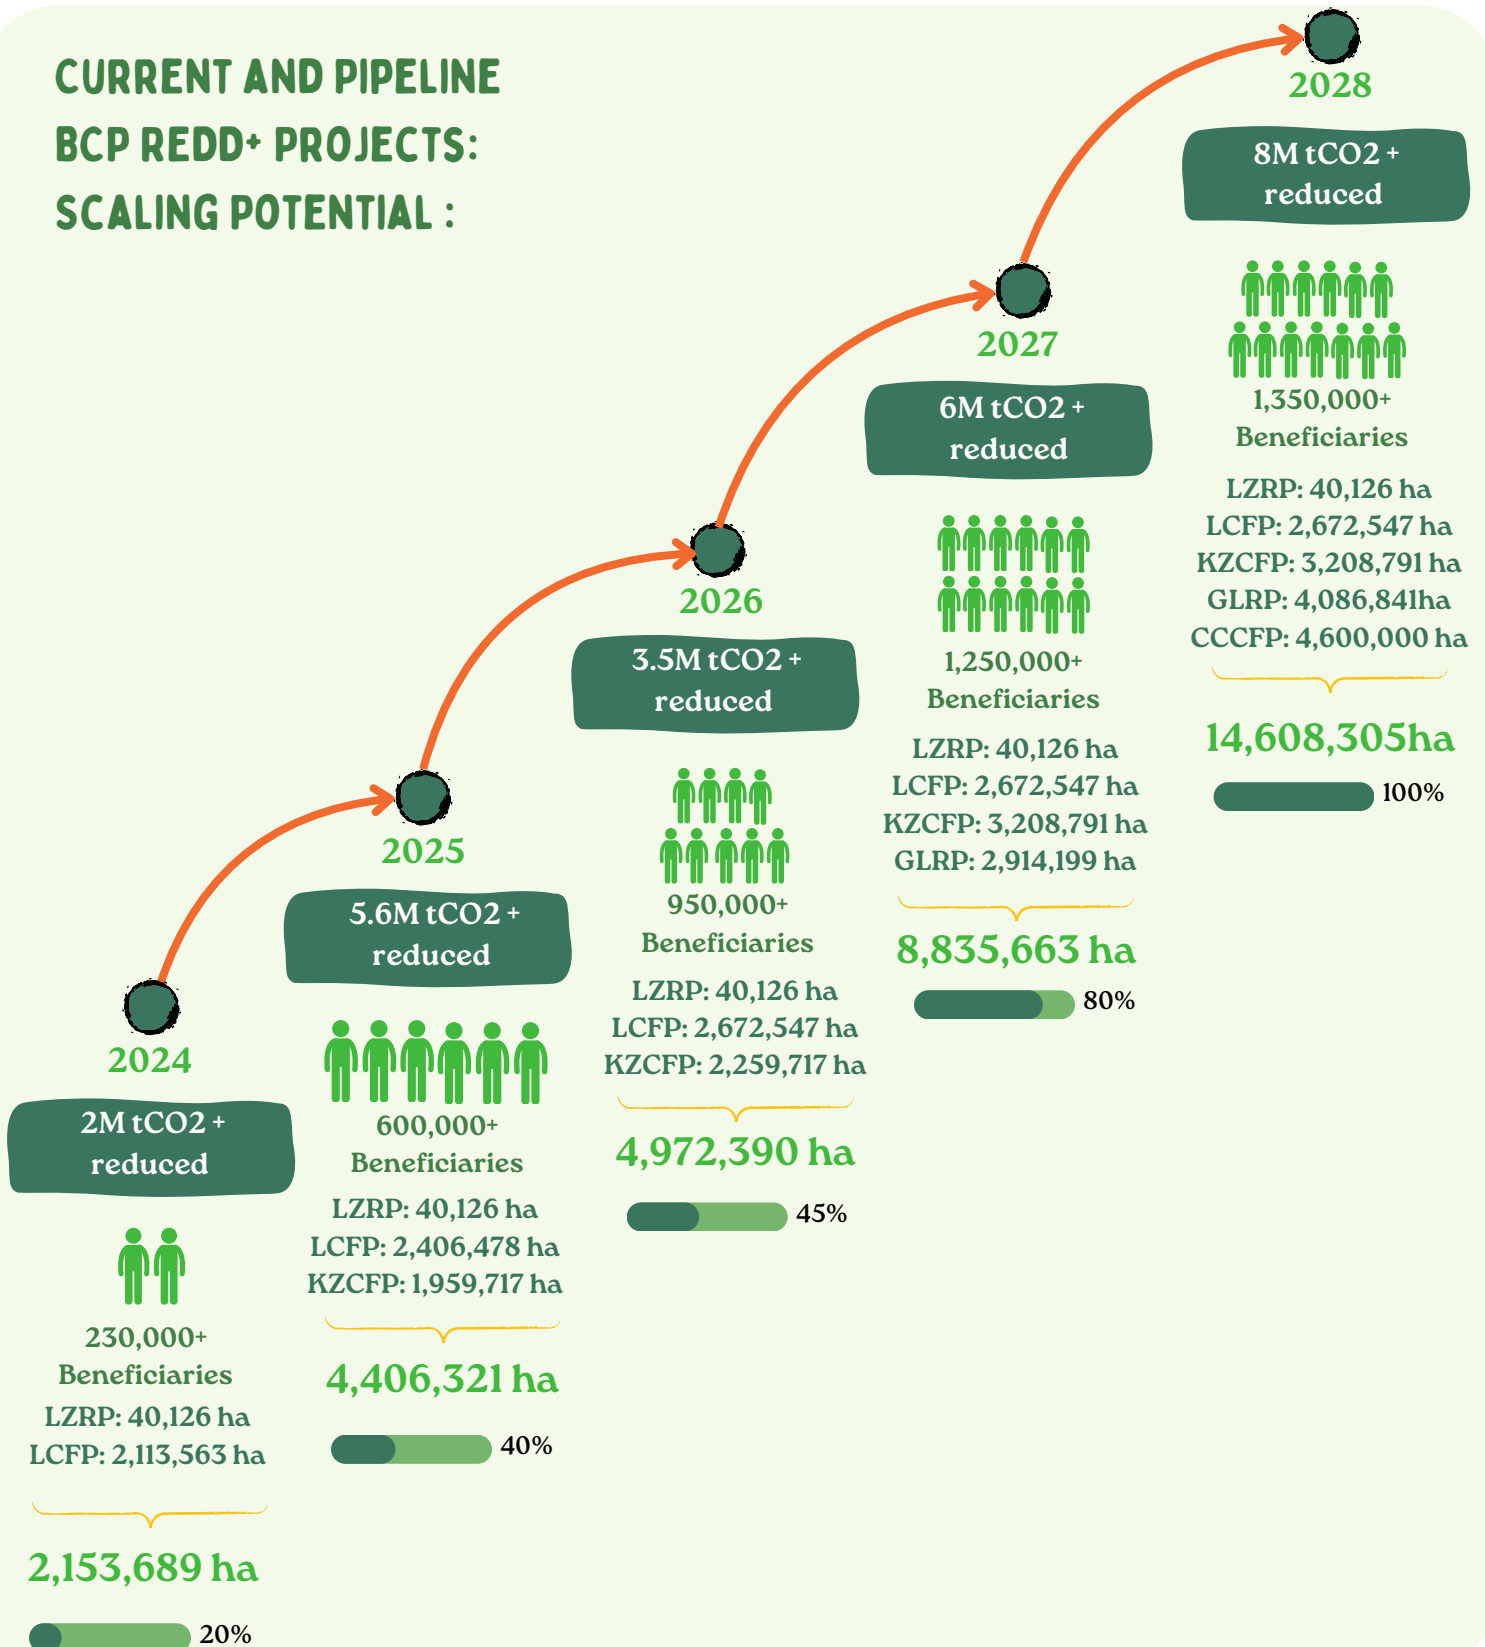 CURRENT AND PIPELINE
BCP REDD+ PROJECTS:
SCALING POTENTIAL :
2024
2M tCO2 +
reduced
230,000+
Beneficiaries
LZRP: 40,126 ha
LCFP: 2,113,563 ha
2,153,689 ha
20%
2025
5.6M tCO2 +
reduced
600,000+
Beneficiaries
LZRP: 40,126 ha
LCFP: 2,406,478 ha
KZCFP: 1,959,717 ha
4,406,321 ha
40%
2026
3.5M tCO2 +
reduced
950,000+
Beneficiaries
LZRP: 40,126 ha
LCFP: 2,672,547 ha
KZCFP: 2,259,717 ha
4,972,390 ha
45%
2027
6M tCO2 +
reduced
1,250,000+
Beneficiaries
LZRP: 40,126 ha
LCFP: 2,672,547 ha
KZCFP: 3,208,791 ha
GLRP: 2,914,199 ha
8,835,663 ha
80%
2028
8M tCO2 +
reduced
1,350,000+
Beneficiaries
LZRP: 40,126 ha
LCFP: 2,672,547 ha
KZCFP: 3,208,791 ha
GLRP: 4,086,841ha
CCCFP: 4,600,000 ha
14,608,305ha
100%